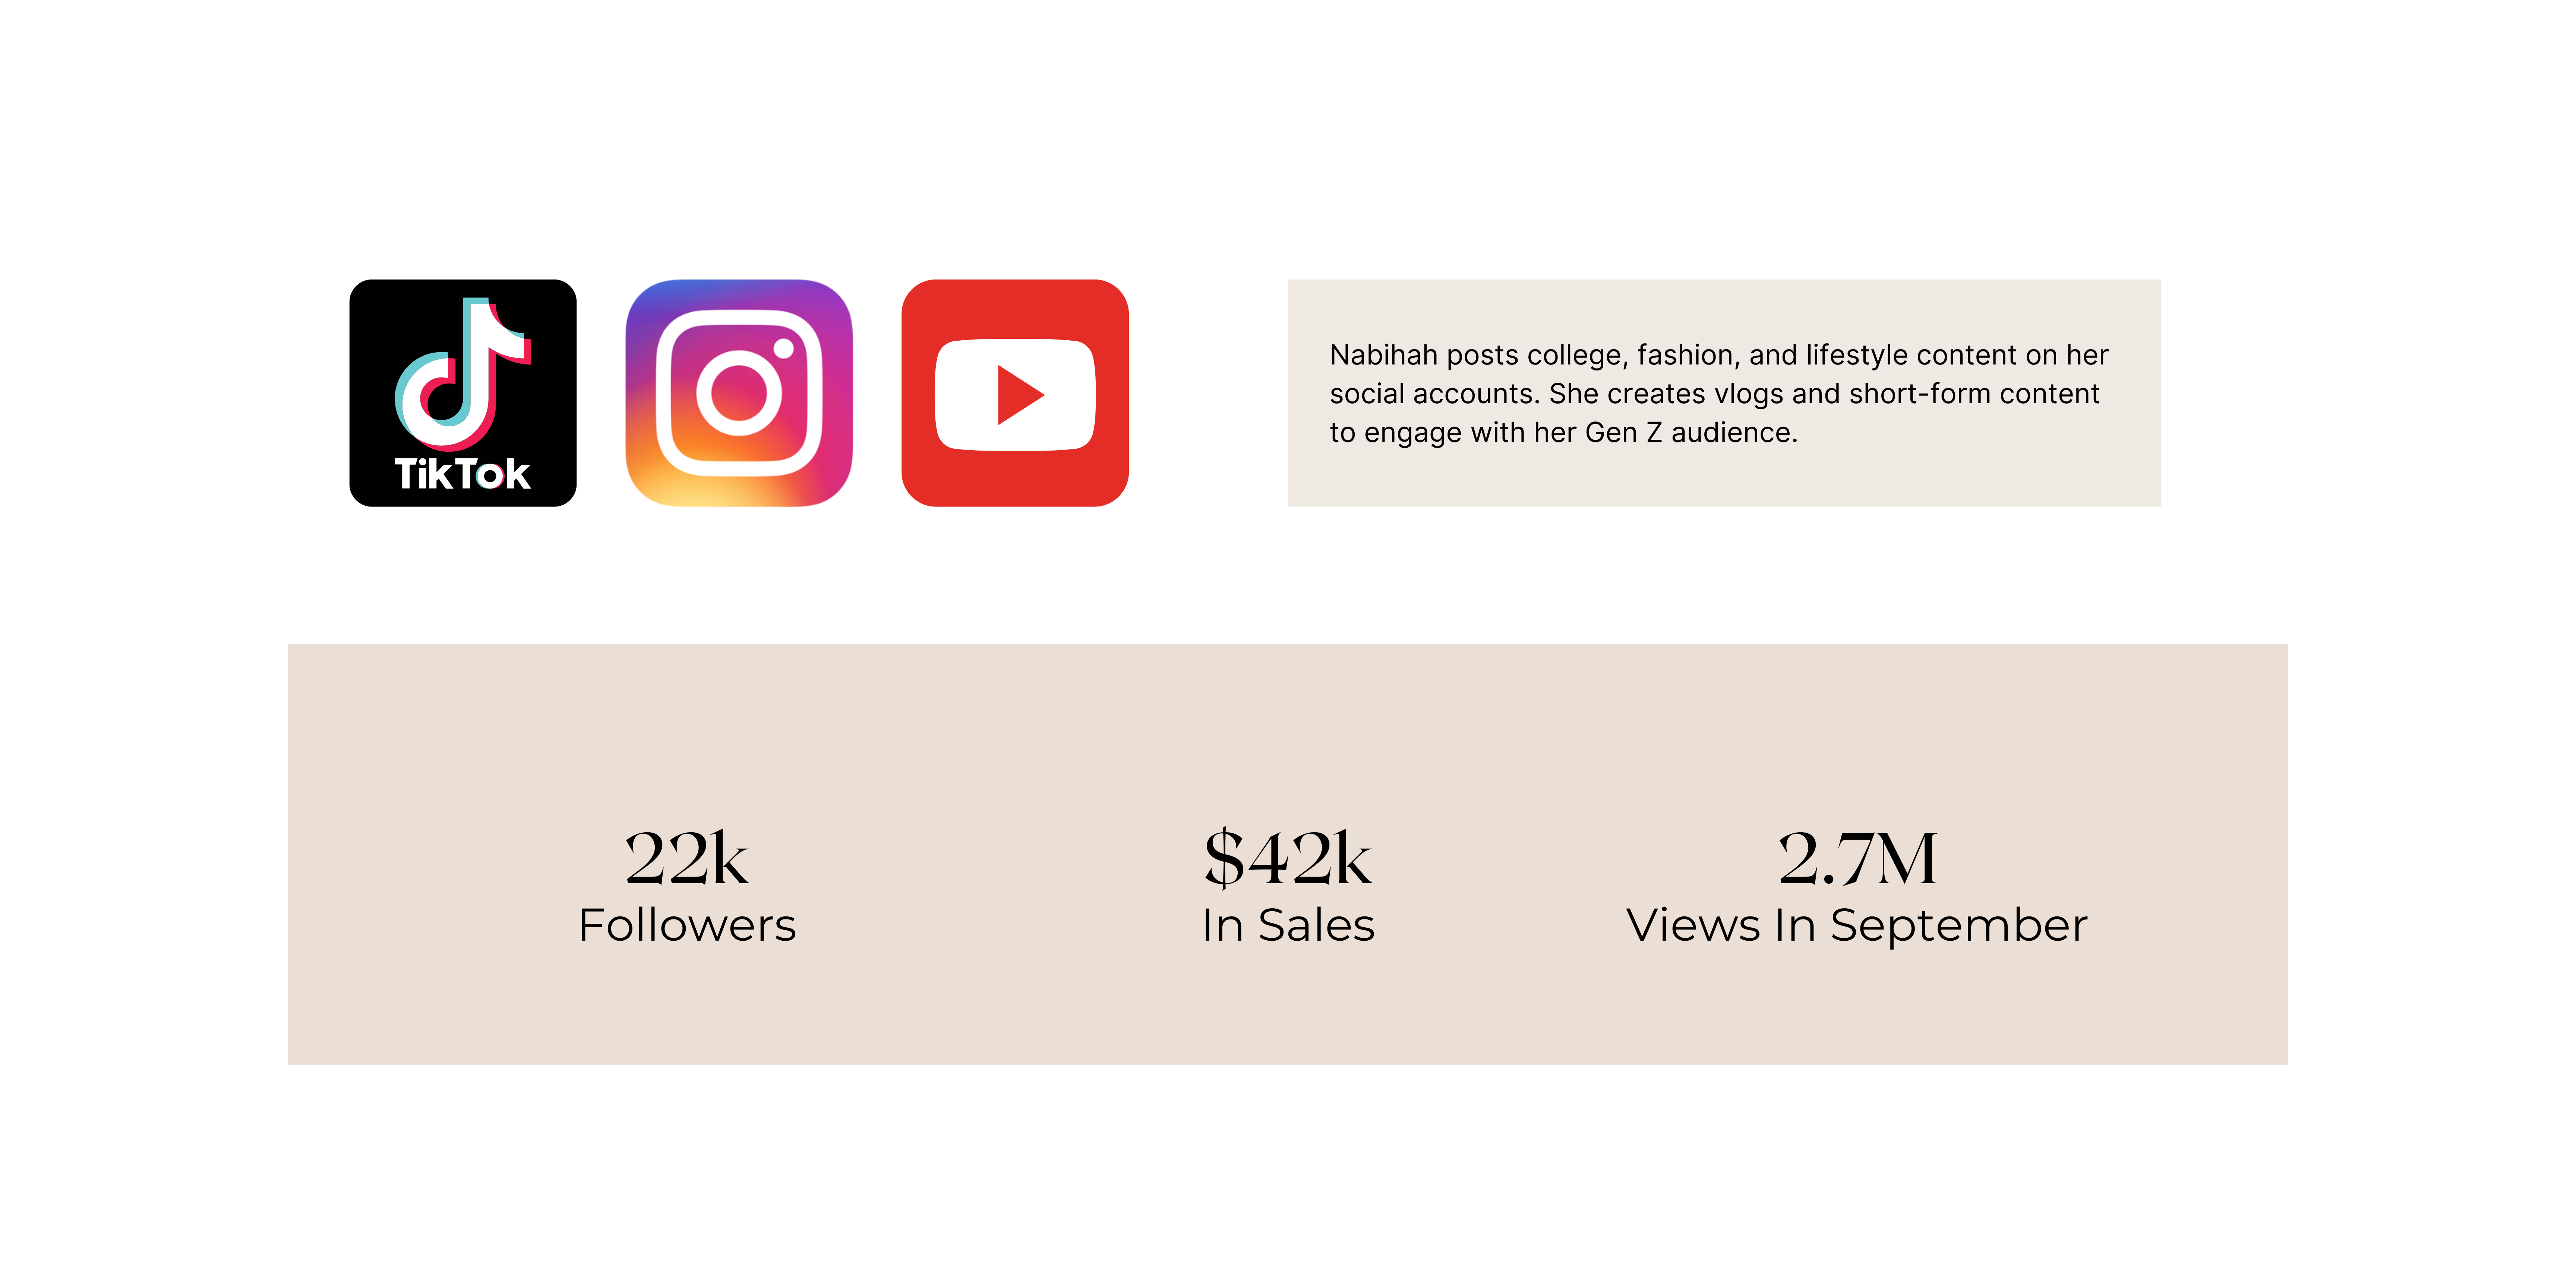 TikTok
Nabihah posts college, fashion, and lifestyle content on her
social accounts. She creates vlogs and short-form content
to engage with her Gen Z audience.
22k
Followers
$42k
In Sales
2.7M
Views In September